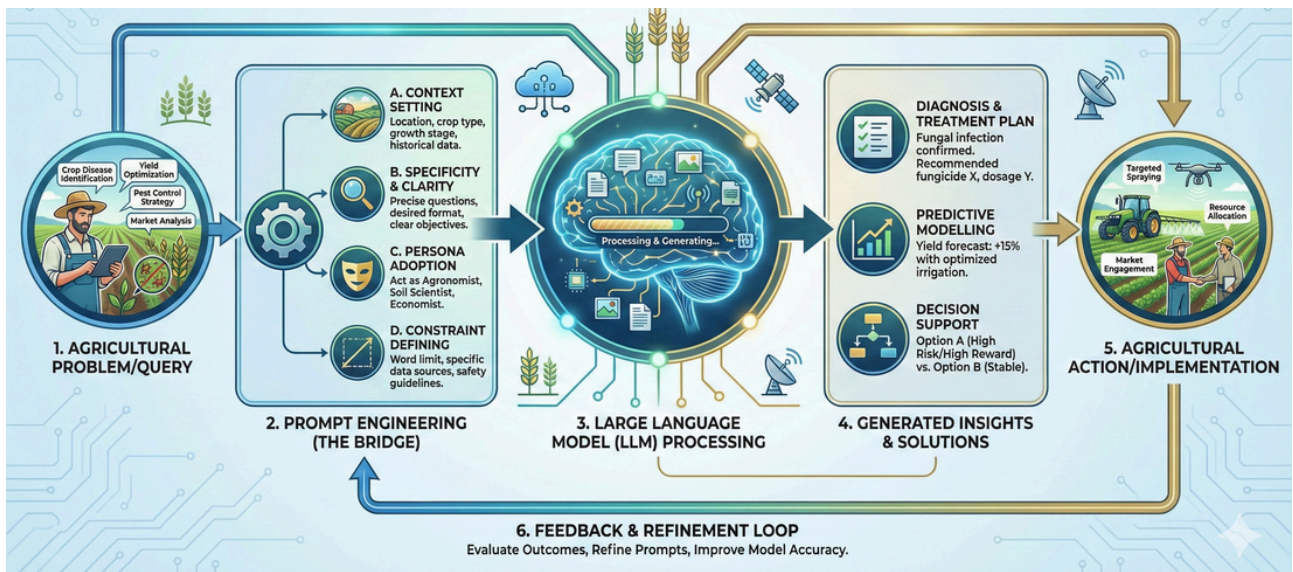 Crop Disease
Identification
Yield
Optimization
Pest Control
Strategy
Market Analysis
1. AGRICULTURAL
PROBLEM/QUERY
A. CONTEXT
SETTING
Location, crop type,
growth stage,
historical data.
B. SPECIFICITY
& CLARITY
Precise questions,
desired format,
clear objectives.
C. PERSONA
ADOPTION
Act as Agronomist,
Soil Scientist,
Economist.
D. CONSTRAINT
DEFINING
Word limit, specific
data sources, safety
guidelines.
2. PROMPT ENGINEERING
(THE BRIDGE)
Processing & Generating...
3. LARGE LANGUAGE
MODEL (LLM) PROCESSING
DIAGNOSIS &
TREATMENT PLAN
Fungal infection
confirmed.
Recommended
fungicide X, dosage Y.
PREDICTIVE
MODELLING
Yield forecast: +15%
with optimized
irrigation.
DECISION
SUPPORT
Option A (High
Risk/High Reward)
vs. Option B (Stable).
4. GENERATED INSIGHTS
& SOLUTIONS
Targeted
Spraying
Resource
Allocation
Market
Engagement
5. AGRICULTURAL
ACTION/IMPLEMENTATION
6. FEEDBACK & REFINEMENT LOOP
Evaluate Outcomes, Refine Prompts, Improve Model Accuracy.